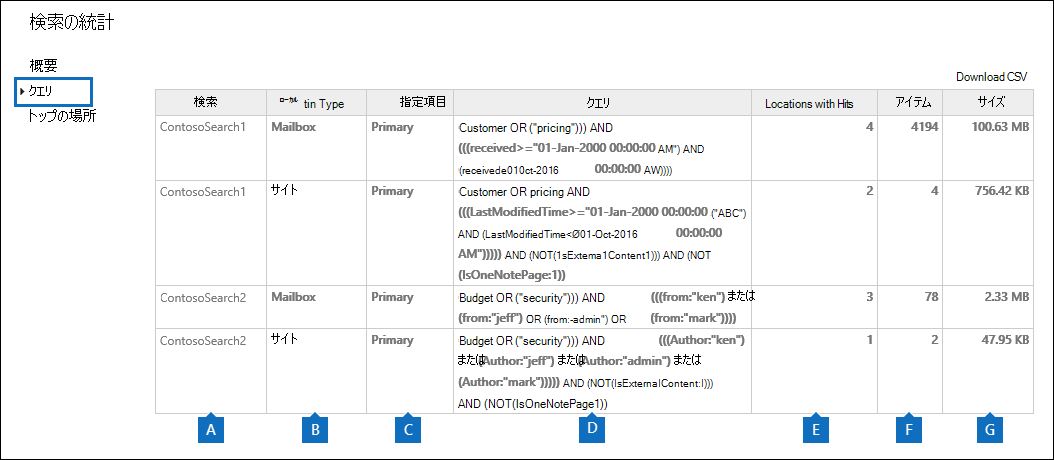 検索の統計
概要
クエリ
トップの場所
Download CSV
検索 ローカル tin Type 指定項目 クエリ Locations with Hits アイテム サイズ
ContosoSearch1 Mailbox Primary Customer OR ("pricing"))) AND 4 4194 100.63 MB
(((received>="01-Jan-2000 00:00:00 AM") AND
(receivede010ct-2016 00:00:00 AW))))
ContosoSearch1 サイト Primary Customer OR pricing AND 2 4 756.42 KB
(((LastModifiedTime>="01-Jan-2000 00:00:00 ("ABC")
AND (LastModifiedTime<Ø01-Oct-2016 00:00:00
AM"))))) AND (NOT(1sExtema1Content1))) AND (NOT
(IsOneNotePage:1))
ContosoSearch2 Mailbox Primary Budget OR ("security"))) AND (((from:"ken") または 3 78 2.33 MB
(from:"jeff") OR (from:-admin") OR (from:"mark"))))
ContosoSearch2 サイト Primary Budget OR ("security"))) AND (((Author:"ken") 1 2 47.95 KB
または(Author:"jeff") または(Author:"admin") または
(Author:"mark"))))) AND (NOT(IsExternalContent:I)))
AND (NOT(IsOneNotePage1))
A B C D E F G